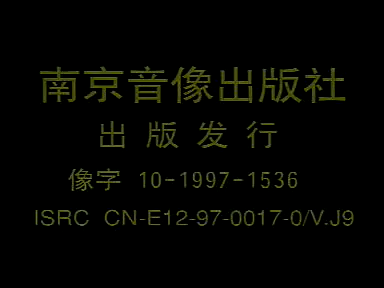 南京音像出版社
出 版 发 行
像字 10-1997-1536
ISRC CN-E12-97-0017-0/V.J9